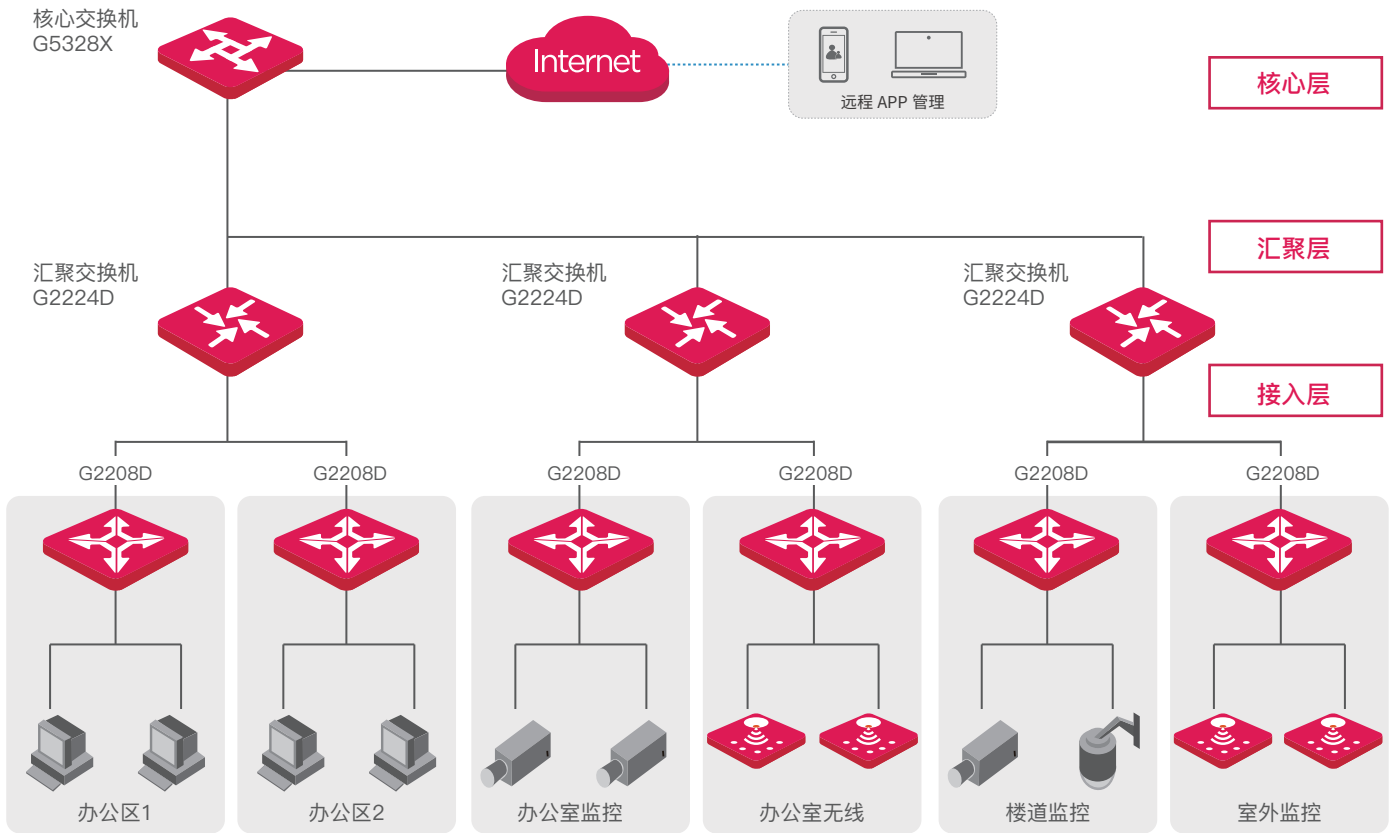 核心交换机
G5328X
Internet
远程 APP 管理
核心层
汇聚层
汇聚交换机
G2224D
汇聚交换机
G2224D
汇聚交换机
G2224D
接入层
G2208D
G2208D
G2208D
G2208D
G2208D
G2208D
办公区1
办公区2
办公室监控
办公室无线
楼道监控
室外监控